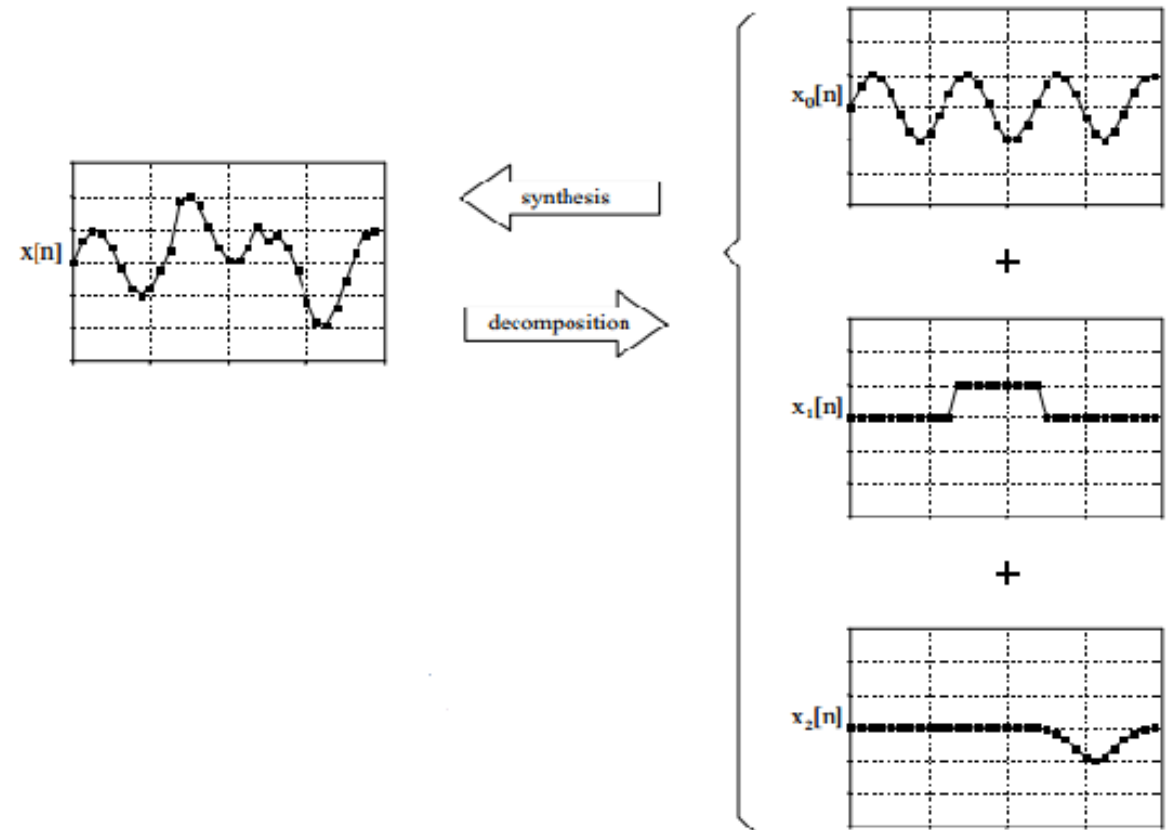 x[n]
synthesis
decomposition
x₀[n]
+
x₁[n]
+
x₂[n]